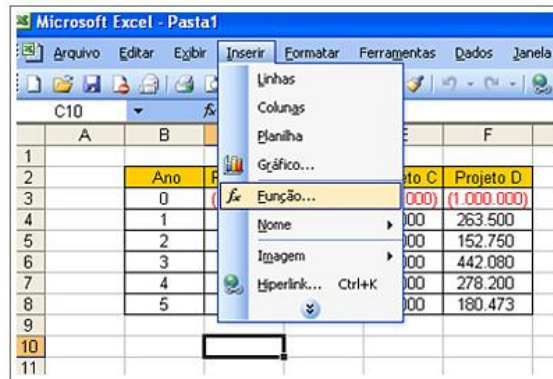 Microsoft Excel - Pasta1
Arquivo Editar Exibir Inserir Formatar Ferramentas Dados Janela
C10 fx
Linhas
Colunas
Planilha
Gráfico...
fx Função...
Nome
Imagem
Hiperlink... Ctrl+K
A B F
1
2 Ano Projeto D
3 0 (1.000.000)
4 1 263.500
5 2 152.750
6 3 442.080
7 4 278.200
8 5 180.473
9
10
11